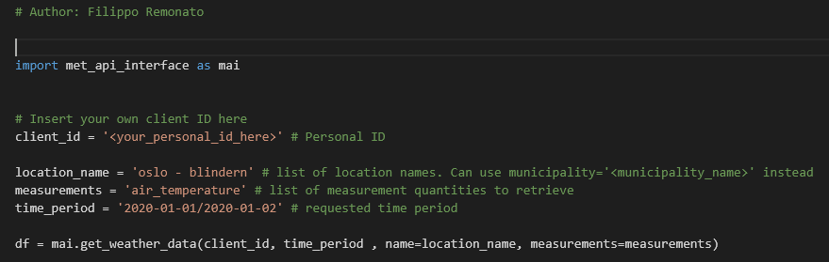 # Author: Filippo Remonato
import met_api_interface as mai
# Insert your own client ID here
client_id = '<your_personal_id_here>' # Personal ID
location_name = 'oslo - blindern' # list of location names. Can use municipality='<municipality_name>' instead
measurements = 'air_temperature' # list of measurement quantities to retrieve
time_period = '2020-01-01/2020-01-02' # requested time period
df = mai.get_weather_data(client_id, time_period , name=location_name, measurements=measurements)